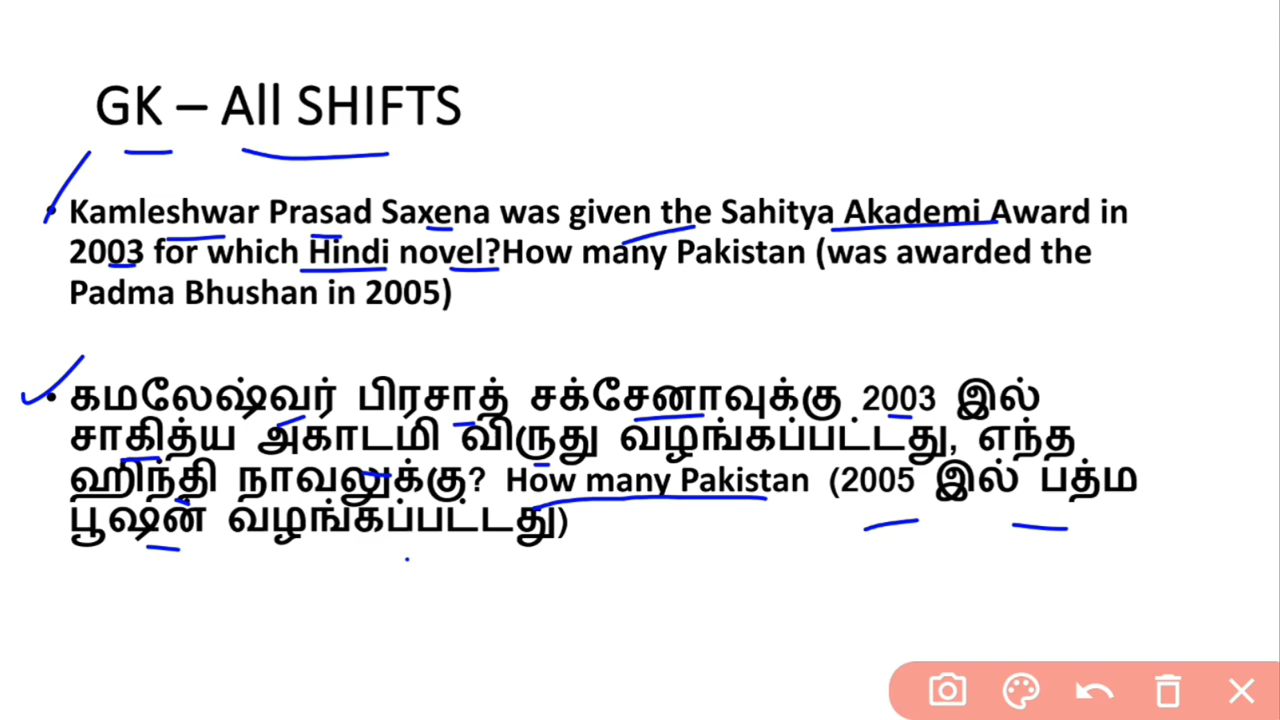 GK – All SHIFTS
• Kamleshwar Prasad Saxena was given the Sahitya Akademi Award in
2003 for which Hindi novel?How many Pakistan (was awarded the
Padma Bhushan in 2005)
• கமலேஷ்வர் பிரசாத் சக்சேனாவுக்கு 2003 இல்
சாகித்ய அகாடமி விருது வழங்கப்பட்டது, எந்த
ஹிந்தி நாவலுக்கு? How many Pakistan (2005 இல் பத்ம
பூஷன் வழங்கப்பட்டது)